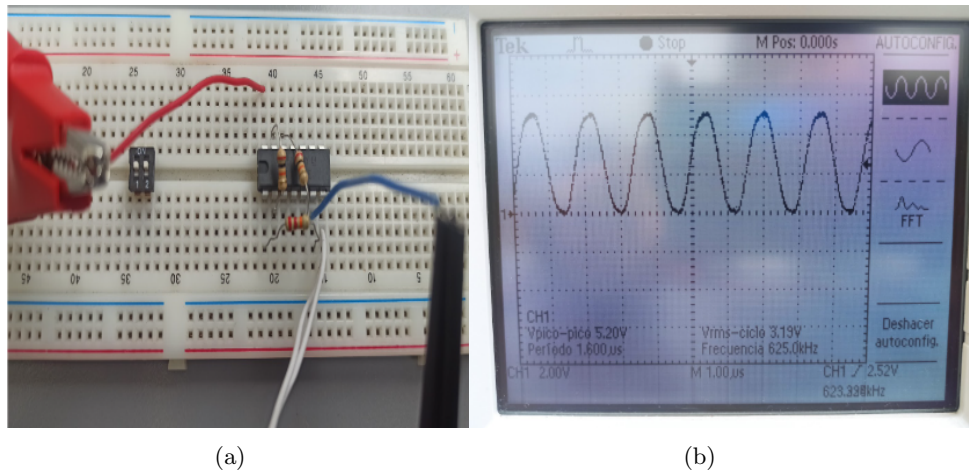 20 25 30 35 40 45 50 55 60
45 40 35 30 25 20 15 10 5
Tek Stop M Pos: 0.000s AUTOCONFIG.
FFT
1
CH1
Vpico-pico 5.20V Vrms-ciclo 3.19V
Período 1.600us Frecuencia 625.0kHz
Deshacer
autoconfig.
CH1 2.00V M 1.00us CH1 2.52V
(a) (b)